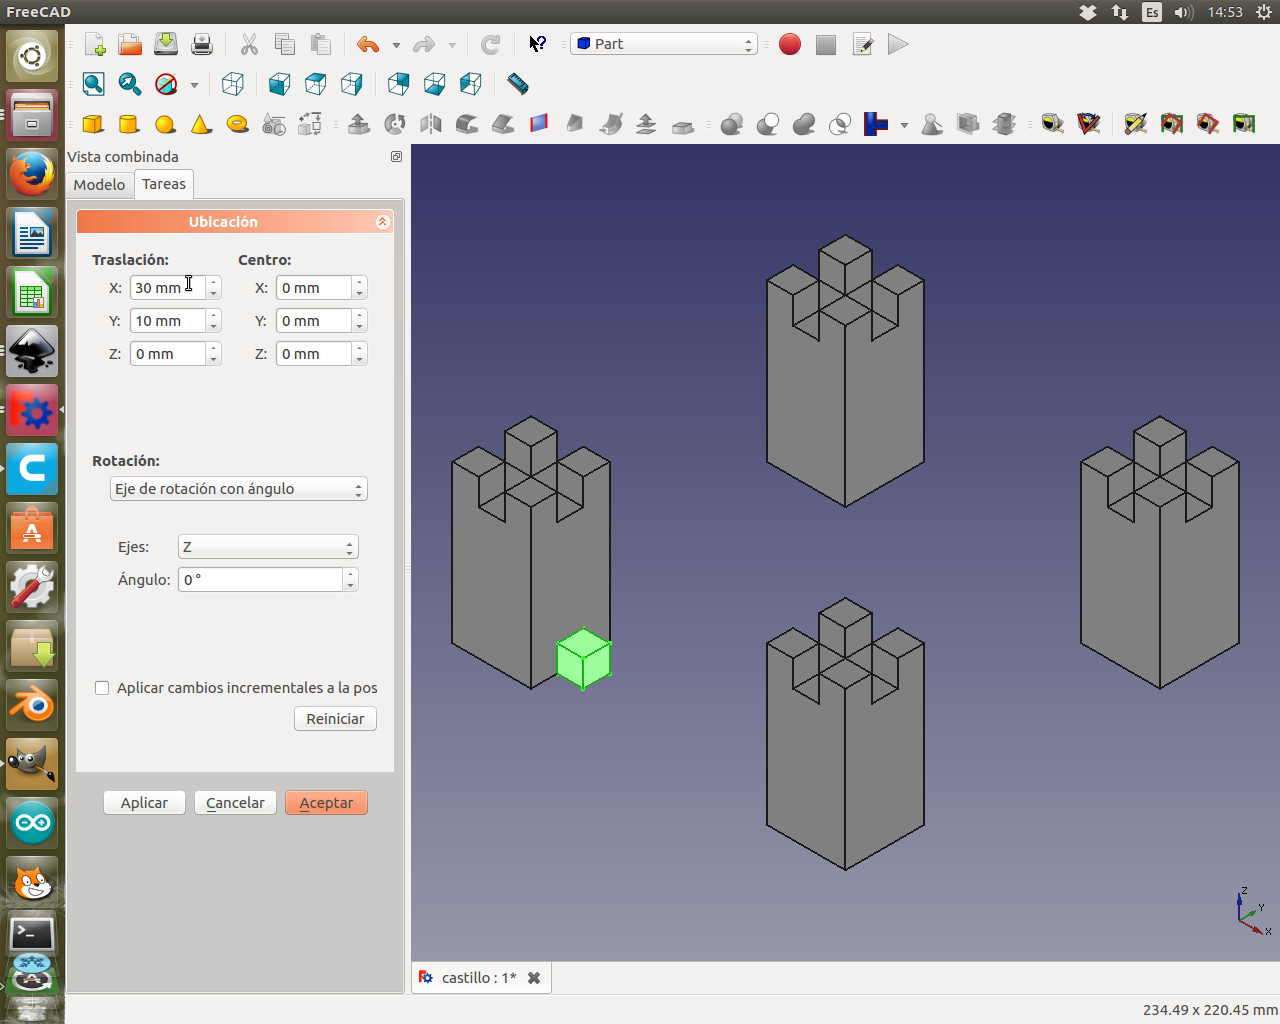 FreeCAD
Es
14:53
Part
Vista combinada
Modelo
Tareas
Ubicación
Traslación:
Centro:
X: 30 mm
X: 0 mm
Y: 10 mm
Y: 0 mm
Z: 0 mm
Z: 0 mm
Rotación:
Eje de rotación con ángulo
Ejes: Z
Ángulo: 0 °
Aplicar cambios incrementales a la pos
Reiniciar
Aplicar
Cancelar
Aceptar
Z
Y
X
castillo : 1*
234.49 x 220.45 mm